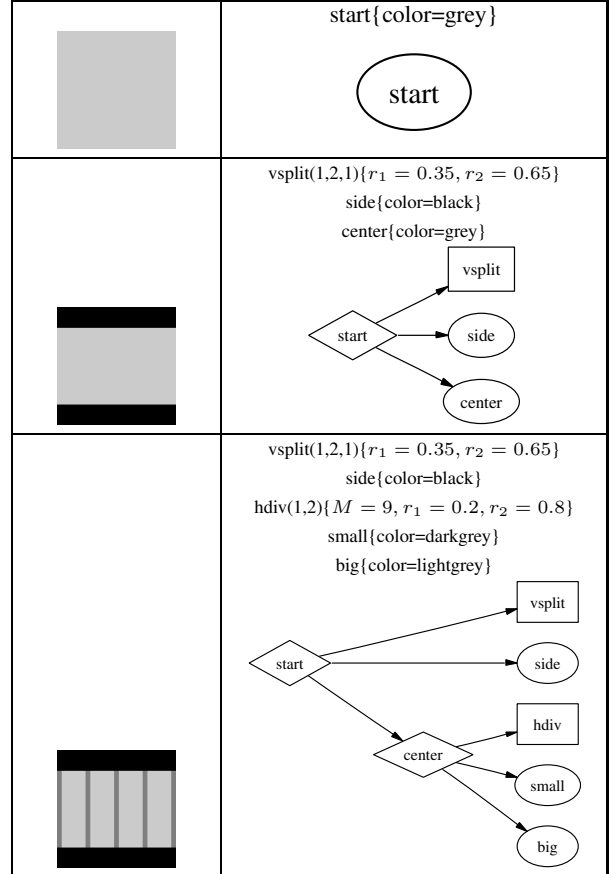 start{color=grey}
start
vsplit(1,2,1){r₁ = 0.35, r₂ = 0.65}
side{color=black}
center{color=grey}
vsplit
start
side
center
vsplit(1,2,1){r₁ = 0.35, r₂ = 0.65}
side{color=black}
hdiv(1,2){M = 9, r₁ = 0.2, r₂ = 0.8}
small{color=darkgrey}
big{color=lightgrey}
vsplit
start
side
hdiv
center
small
big